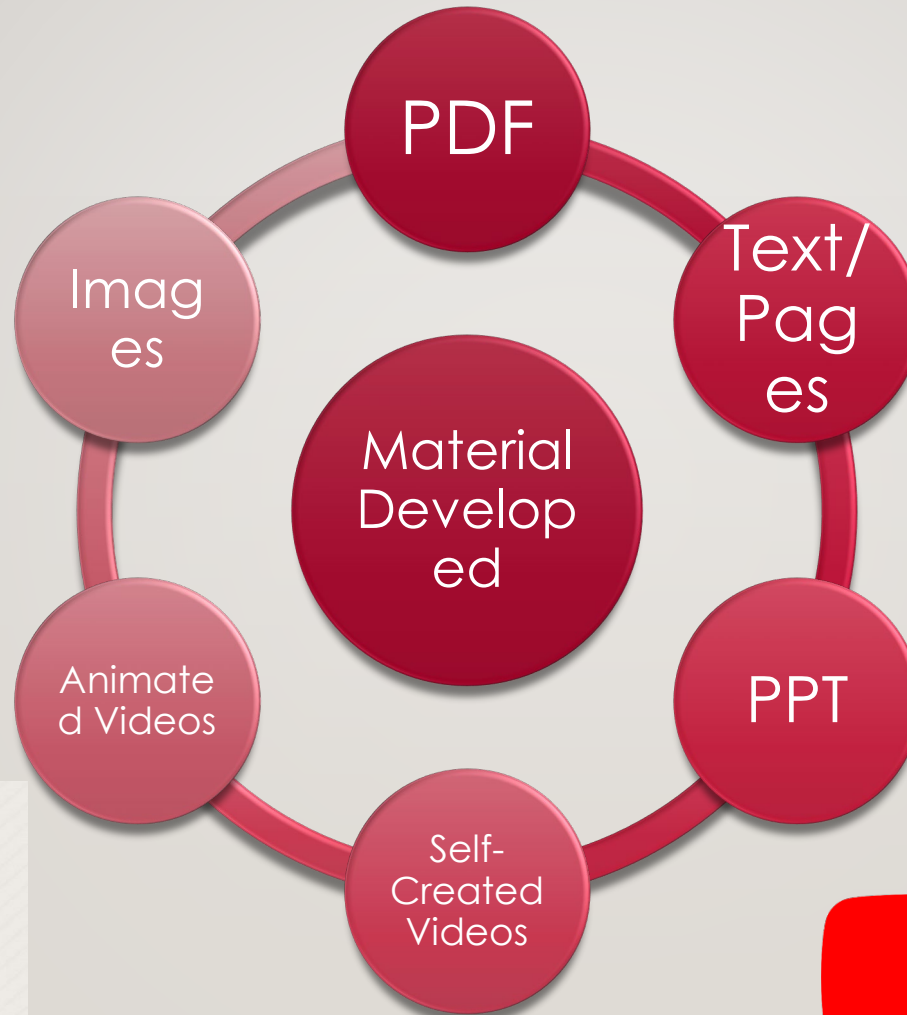 PDF
Text/
Pag
es
PPT
Self-
Created
Videos
Animate
d Videos
Imag
es
Material
Develop
ed